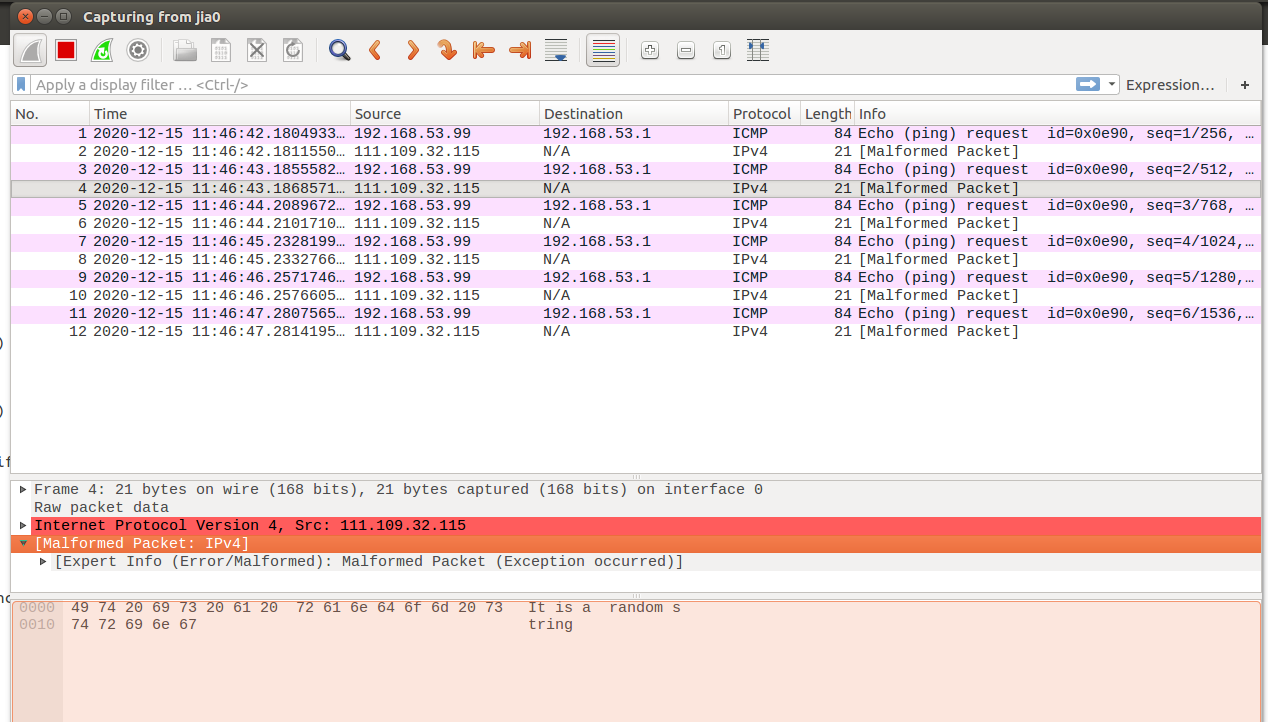 Capturing from jia0
Apply a display filter … <Ctrl-/>
Expression…
+
No. Time Source Destination Protocol Length Info
1 2020-12-15 11:46:42.1804933… 192.168.53.99 192.168.53.1 ICMP 84 Echo (ping) request id=0x0e90, seq=1/256, …
2 2020-12-15 11:46:42.1811550… 111.109.32.115 N/A IPv4 21 [Malformed Packet]
3 2020-12-15 11:46:43.1855582… 192.168.53.99 192.168.53.1 ICMP 84 Echo (ping) request id=0x0e90, seq=2/512, …
4 2020-12-15 11:46:43.1868571… 111.109.32.115 N/A IPv4 21 [Malformed Packet]
5 2020-12-15 11:46:44.2089672… 192.168.53.99 192.168.53.1 ICMP 84 Echo (ping) request id=0x0e90, seq=3/768, …
6 2020-12-15 11:46:44.2101710… 111.109.32.115 N/A IPv4 21 [Malformed Packet]
7 2020-12-15 11:46:45.2328199… 192.168.53.99 192.168.53.1 ICMP 84 Echo (ping) request id=0x0e90, seq=4/1024,…
8 2020-12-15 11:46:45.2332766… 111.109.32.115 N/A IPv4 21 [Malformed Packet]
9 2020-12-15 11:46:46.2571746… 192.168.53.99 192.168.53.1 ICMP 84 Echo (ping) request id=0x0e90, seq=5/1280,…
10 2020-12-15 11:46:46.2576605… 111.109.32.115 N/A IPv4 21 [Malformed Packet]
11 2020-12-15 11:46:47.2807565… 192.168.53.99 192.168.53.1 ICMP 84 Echo (ping) request id=0x0e90, seq=6/1536,…
12 2020-12-15 11:46:47.2814195… 111.109.32.115 N/A IPv4 21 [Malformed Packet]
Frame 4: 21 bytes on wire (168 bits), 21 bytes captured (168 bits) on interface 0
Raw packet data
Internet Protocol Version 4, Src: 111.109.32.115
[Malformed Packet: IPv4]
[Expert Info (Error/Malformed): Malformed Packet (Exception occurred)]
0000 49 74 20 69 73 20 61 20 72 61 6e 64 6f 6d 20 73 It is a random s
0010 74 72 69 6e 67 tring